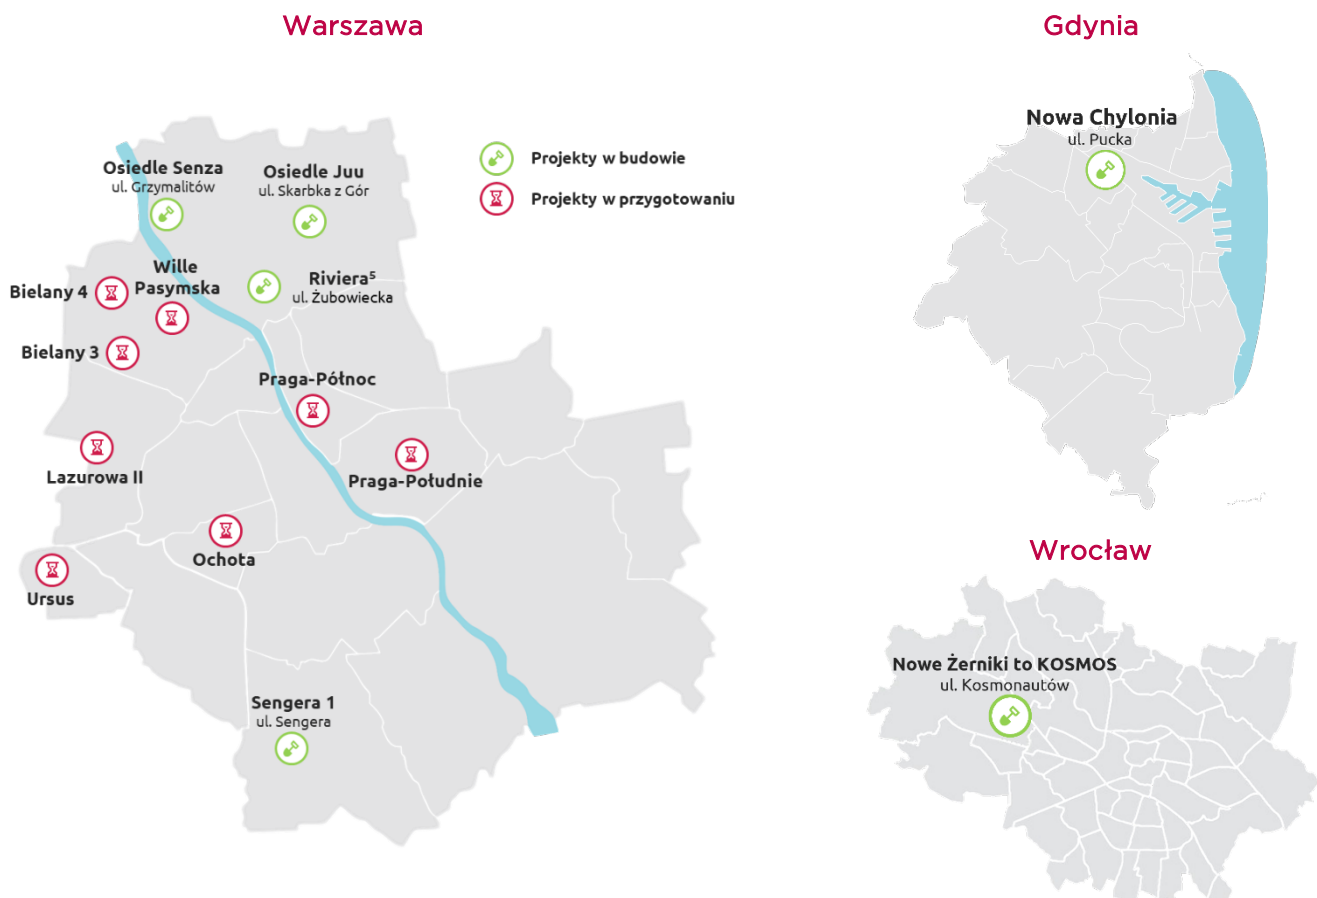 Warszawa
Osiedle Senza
ul. Grzymalitów
Osiedle Juu
ul. Skarbka z Gór
Projekty w budowie
Projekty w przygotowaniu
Wille
Pasymska
Riviera⁵
ul. Żubowiecka
Bielany 4
Bielany 3
Praga-Północ
Lazurowa II
Praga-Południe
Ochota
Ursus
Sengera 1
ul. Sengera
Gdynia
Nowa Chylonia
ul. Pucka
Wrocław
Nowe Żerniki to KOSMOS
ul. Kosmonautów